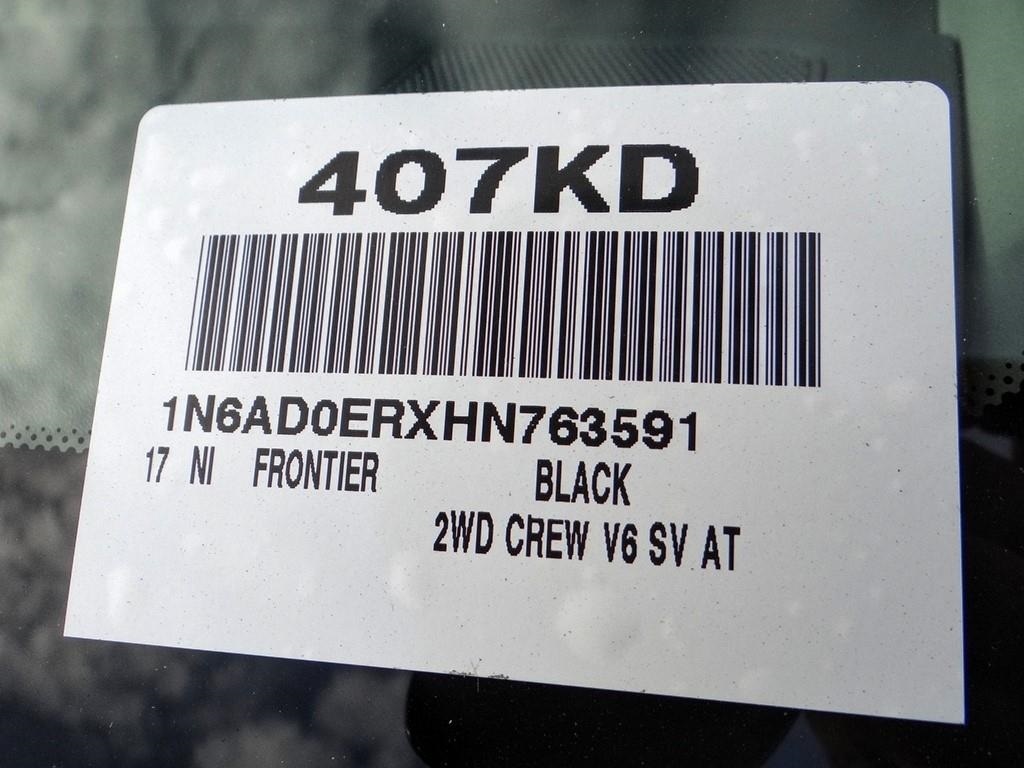 407KD
1N6AD0ERXHN763591
17 NI FRONTIER BLACK
2WD CREW V6 SV AT